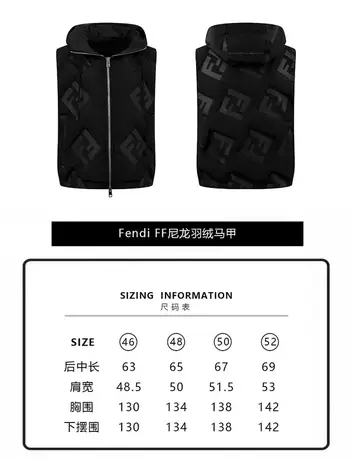 Fendi FF尼龙羽绒马甲
SIZING INFORMATION
尺码表
SIZE 46 48 50 52
后中长 63 65 67 69
肩宽 48.5 50 51.5 53
胸围 130 134 138 142
下摆围 130 134 138 142